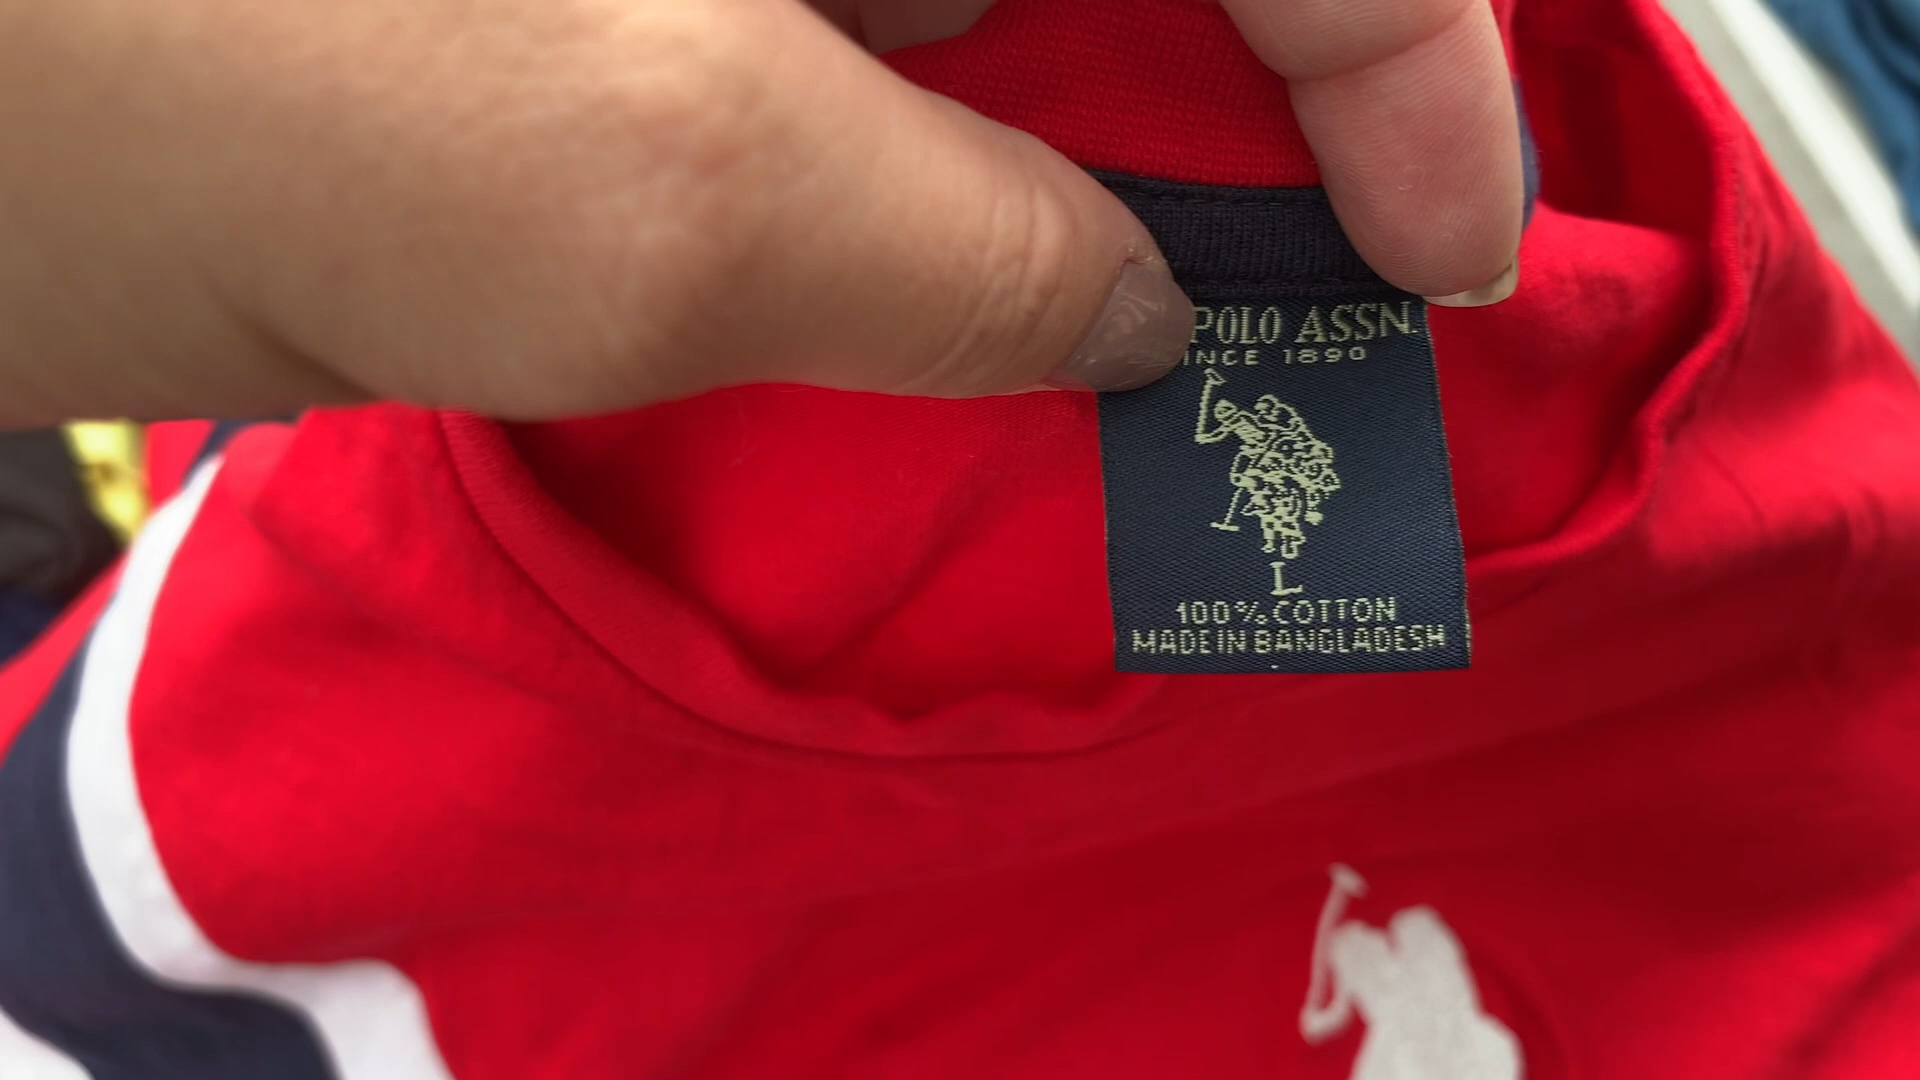 POLO ASSN.
INCE 1890
L
100% COTTON
MADE IN BANGLADESH